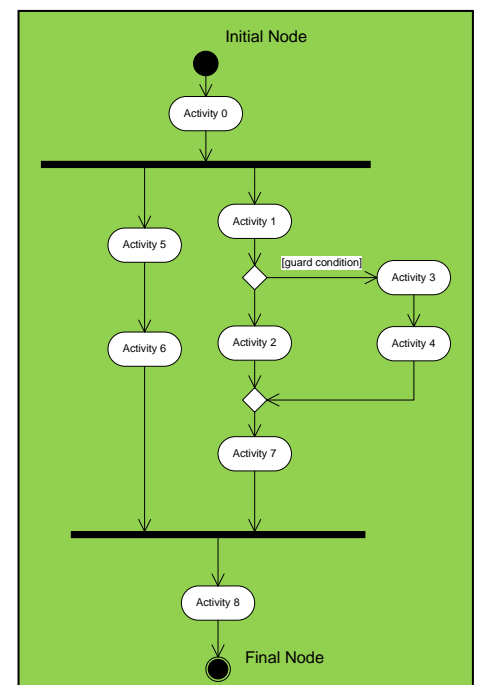 Initial Node
Activity 0
Activity 1
Activity 5
[guard condition]
Activity 3
Activity 2
Activity 4
Activity 6
Activity 7
Activity 8
Final Node